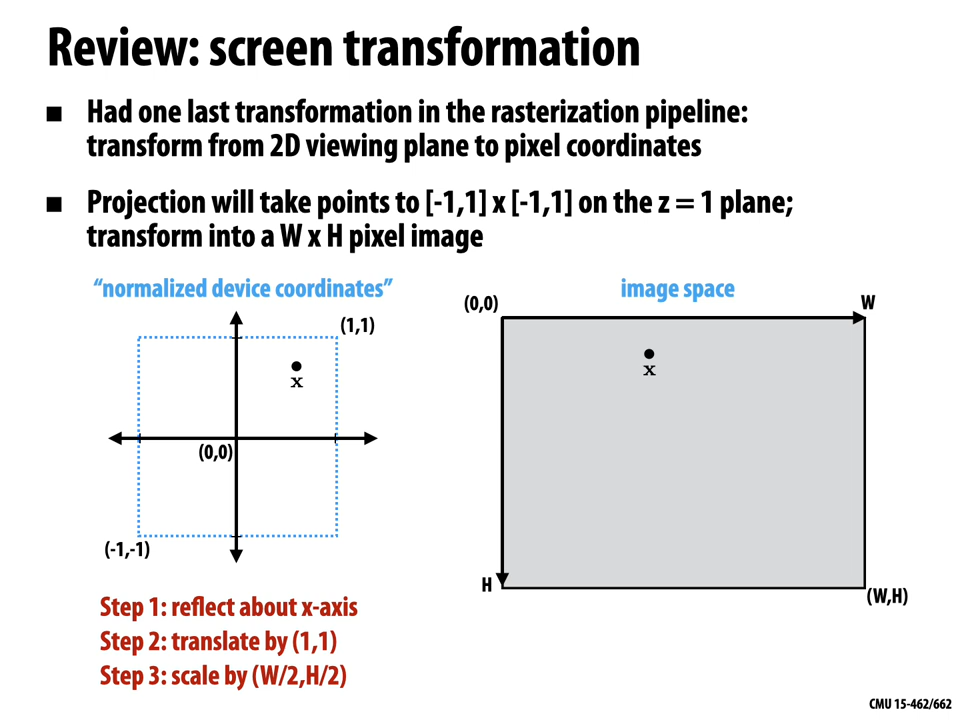 Review: screen transformation
■ Had one last transformation in the rasterization pipeline:
transform from 2D viewing plane to pixel coordinates
■ Projection will take points to [-1,1] x [-1,1] on the z = 1 plane;
transform into a W x H pixel image
“normalized device coordinates”
(1,1)
x
(0,0)
(-1,-1)
image space
(0,0)
W
x
H
(W,H)
Step 1: reflect about x-axis
Step 2: translate by (1,1)
Step 3: scale by (W/2,H/2)
CMU 15-462/662